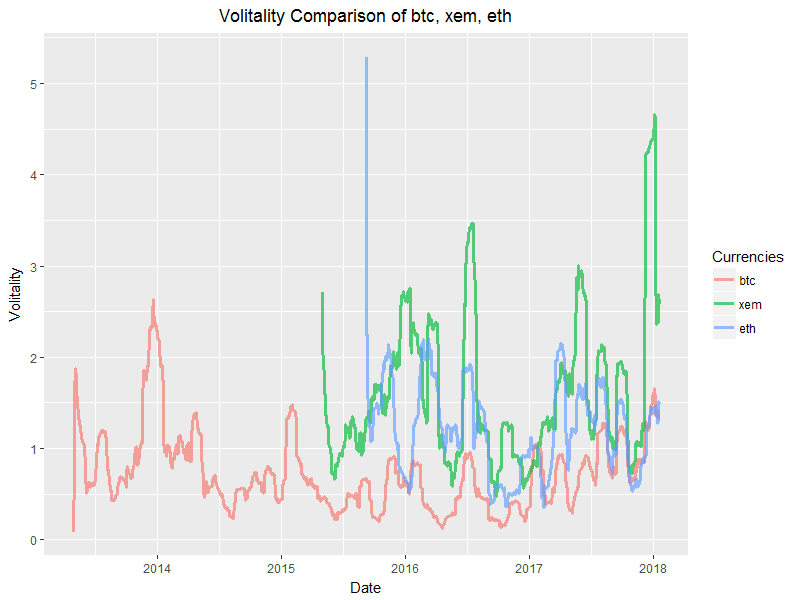 Volitality Comparison of btc, xem, eth
Volitality
5
4
3
2
1
0
2014 2015 2016 2017 2018
Date
Currencies
btc
xem
eth